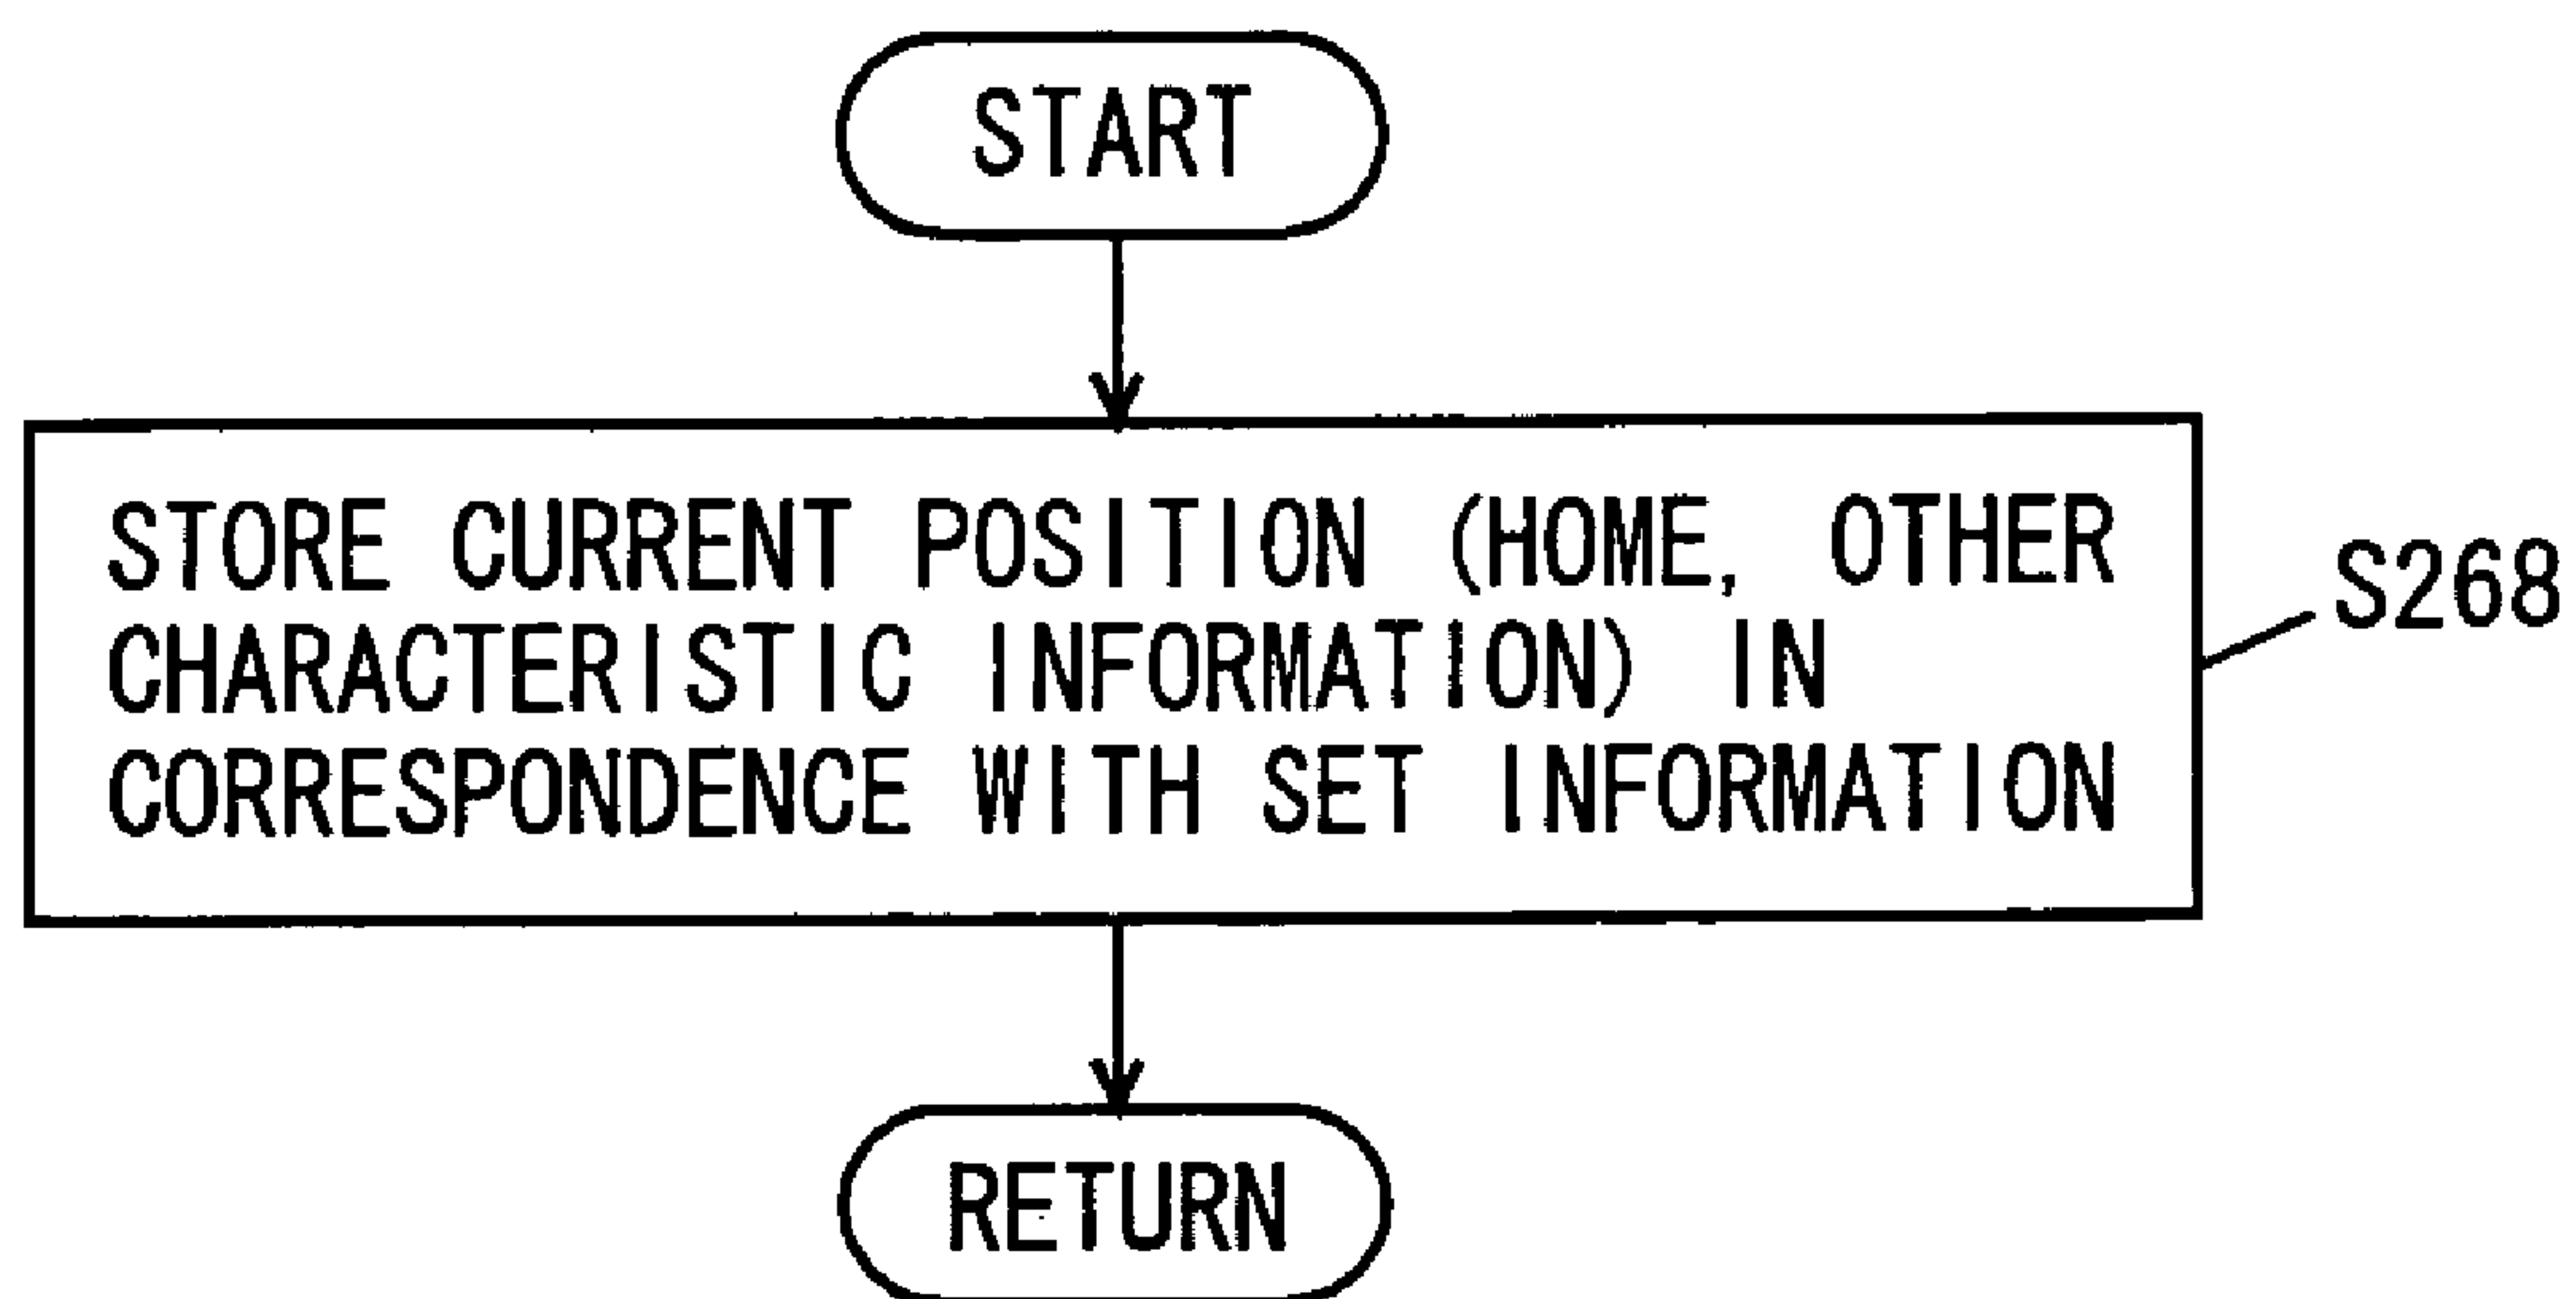 START
STORE CURRENT POSITION (HOME, OTHER
CHARACTERISTIC INFORMATION) IN
CORRESPONDENCE WITH SET INFORMATION
S268
RETURN